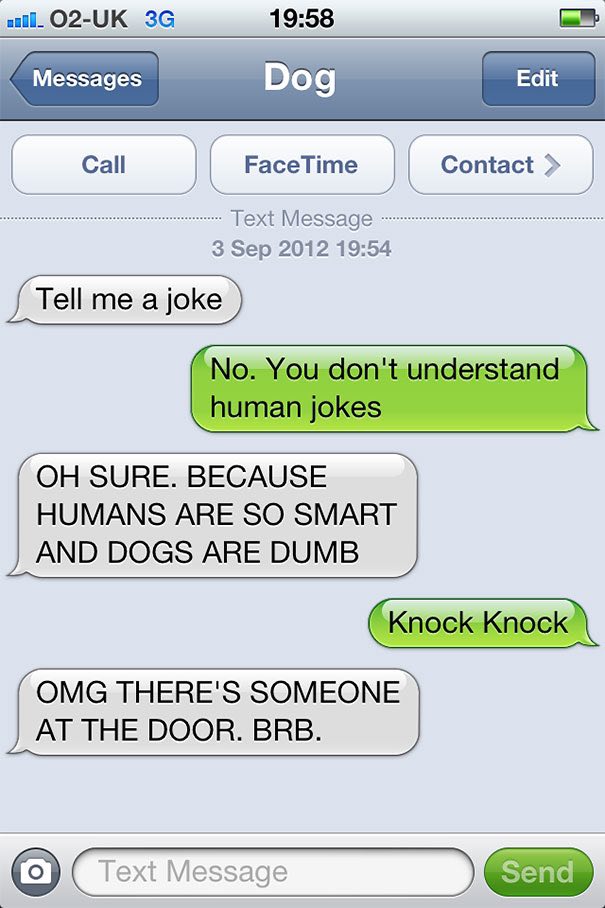 O2-UK 3G 19:58
Messages Dog Edit
Call FaceTime Contact
Text Message
3 Sep 2012 19:54
Tell me a joke
No. You don't understand
human jokes
OH SURE. BECAUSE
HUMANS ARE SO SMART
AND DOGS ARE DUMB
Knock Knock
OMG THERE'S SOMEONE
AT THE DOOR. BRB.
Text Message Send